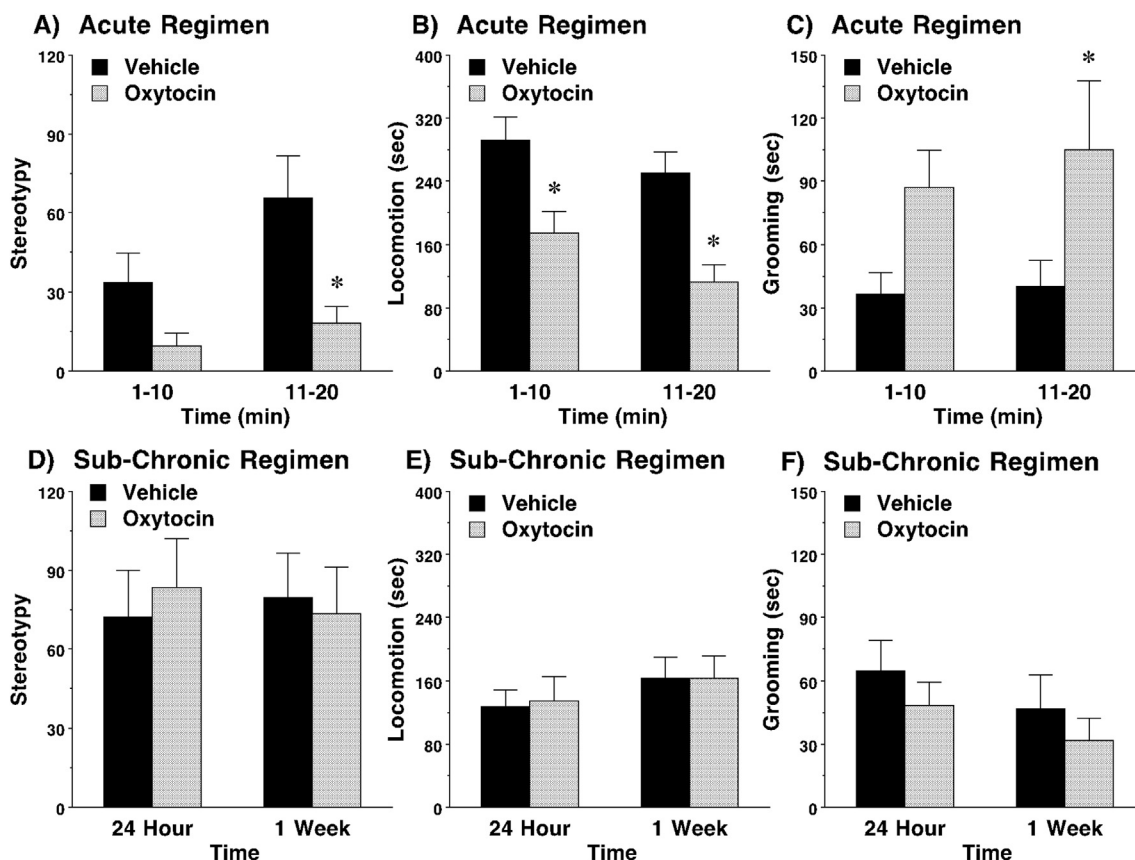 A) Acute Regimen
120
90
60
30
0
Stereotypy
Vehicle
Oxytocin
*
1-10
11-20
Time (min)
B) Acute Regimen
400
320
240
160
80
0
Locomotion (sec)
Vehicle
Oxytocin
*
*
1-10
11-20
Time (min)
C) Acute Regimen
150
120
90
60
30
0
Grooming (sec)
Vehicle
Oxytocin
*
1-10
11-20
Time (min)
D) Sub-Chronic Regimen
120
90
60
30
0
Stereotypy
Vehicle
Oxytocin
24 Hour
1 Week
Time
E) Sub-Chronic Regimen
400
320
240
160
80
0
Locomotion (sec)
Vehicle
Oxytocin
24 Hour
1 Week
Time
F) Sub-Chronic Regimen
150
120
90
60
30
0
Grooming (sec)
Vehicle
Oxytocin
24 Hour
1 Week
Time